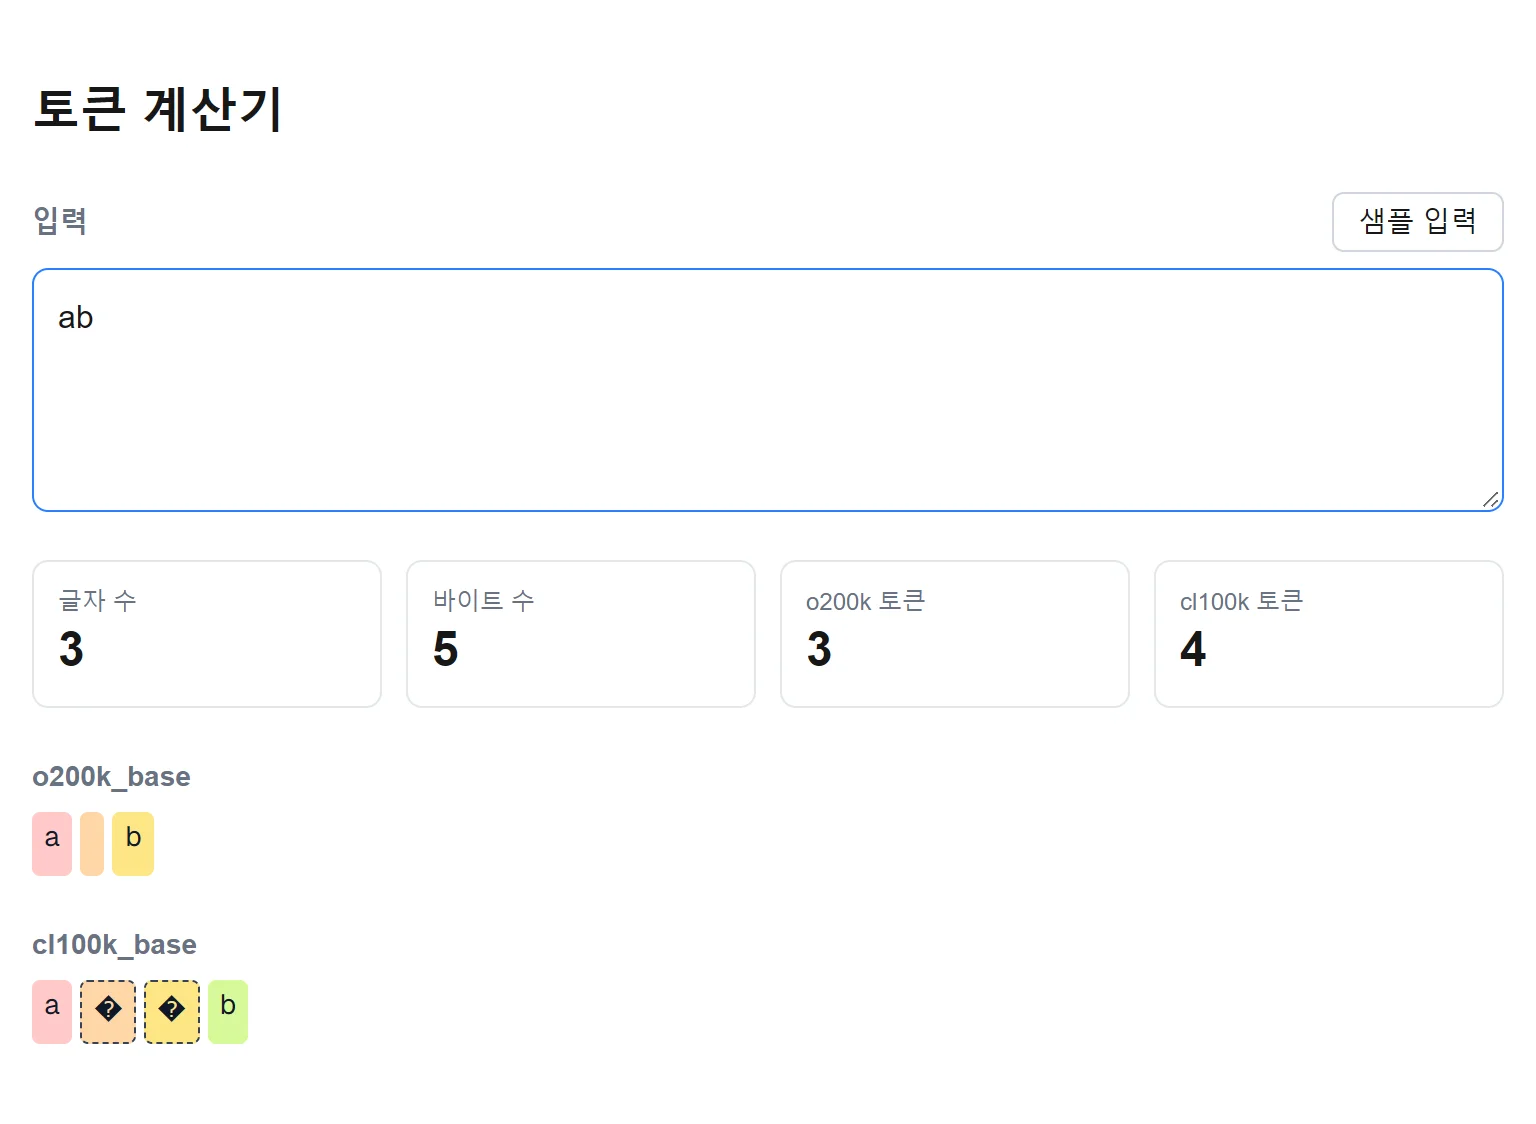 토큰 계산기
입력
샘플 입력
ab
글자 수
3
바이트 수
5
o200k 토큰
3
cl100k 토큰
4
o200k_base
a b
cl100k_base
a � � b